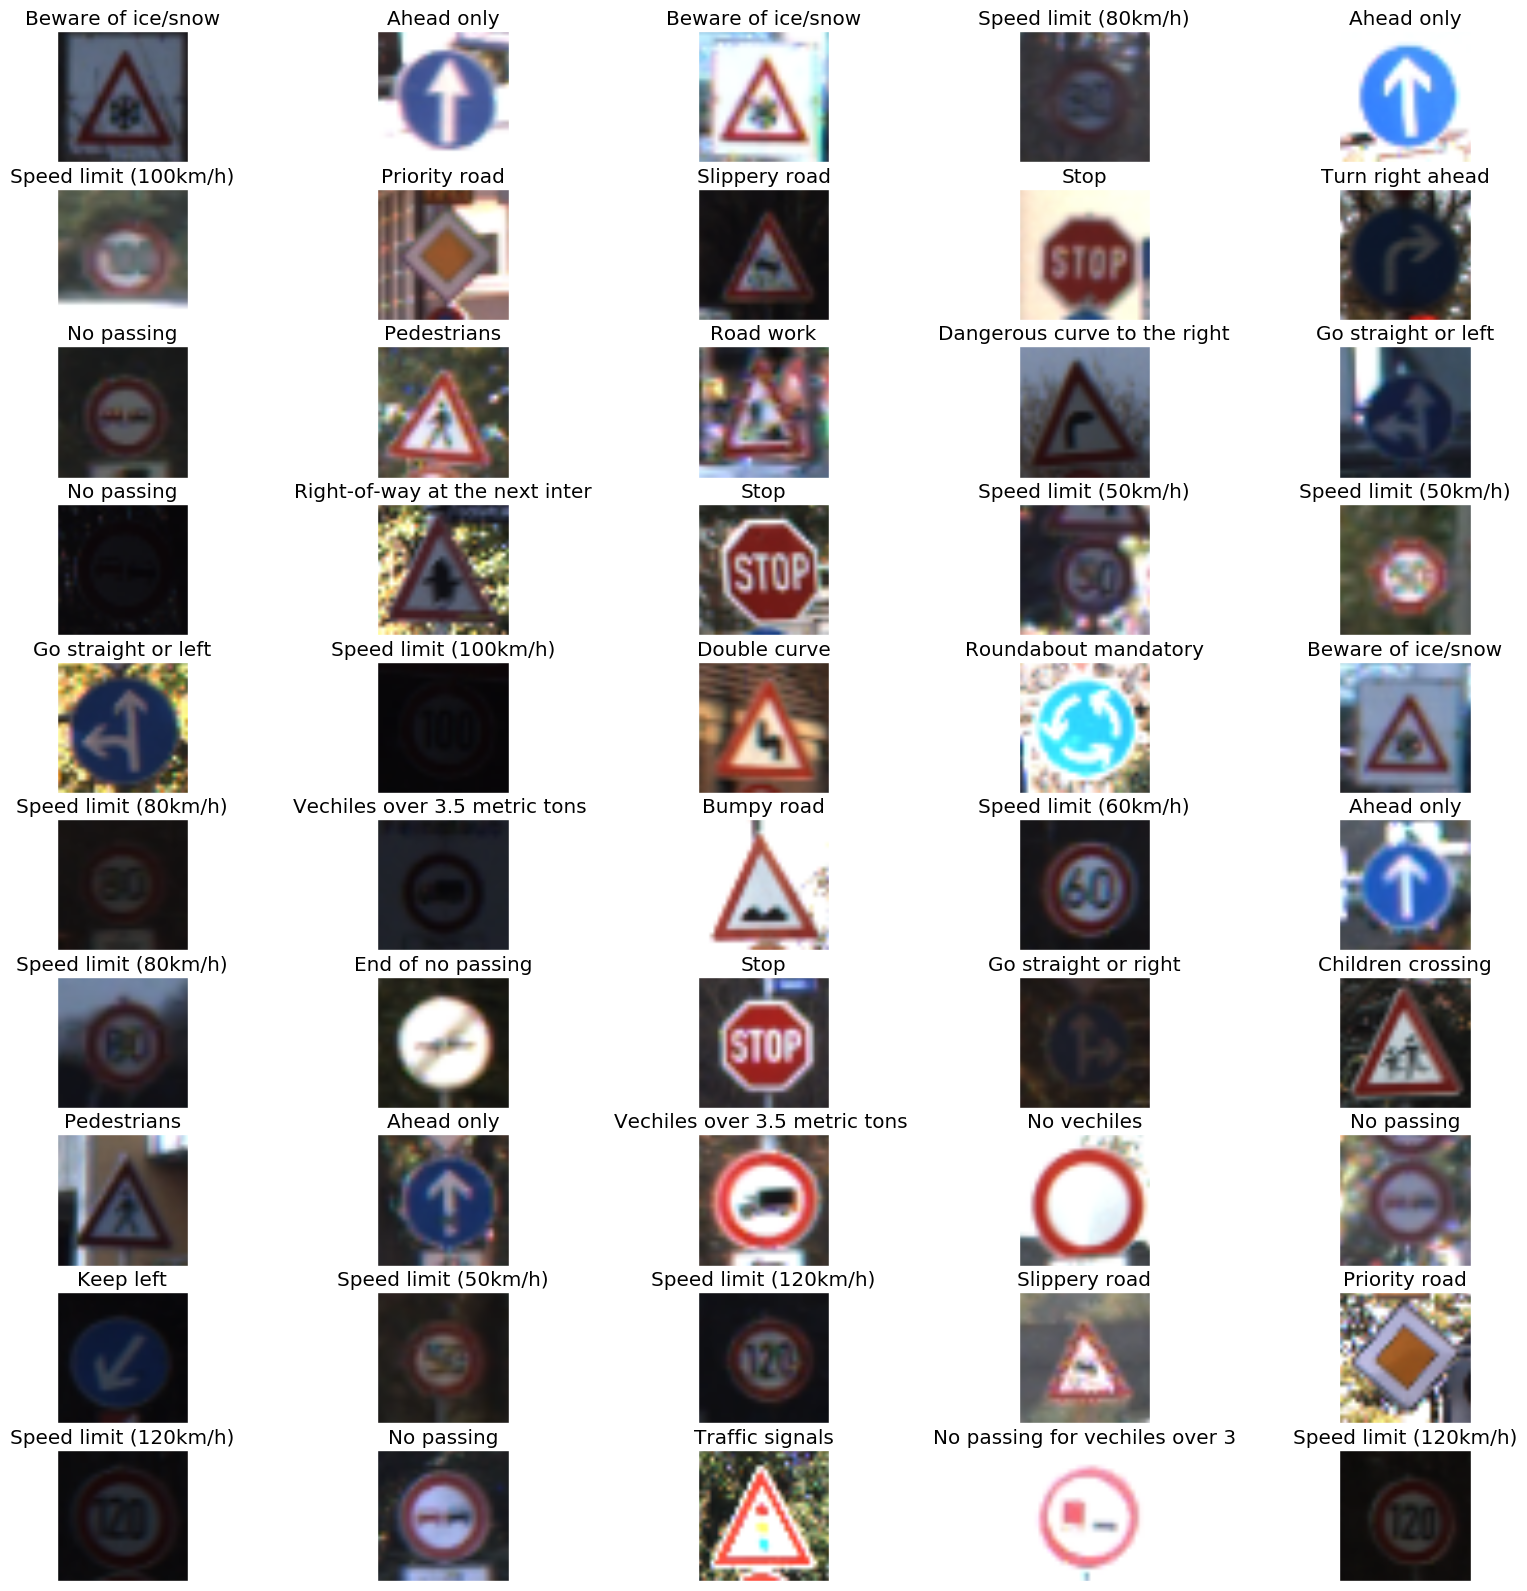 Beware of ice/snow Ahead only Beware of ice/snow Speed limit (80km/h) Ahead only
80
Speed limit (100km/h) Priority road Slippery road Stop Turn right ahead
100 STOP
No passing Pedestrians Road work Dangerous curve to the right Go straight or left
No passing Right-of-way at the next inter Stop Speed limit (50km/h) Speed limit (50km/h)
STOP 50 50
Go straight or left Speed limit (100km/h) Double curve Roundabout mandatory Beware of ice/snow
100
Speed limit (80km/h) Vechiles over 3.5 metric tons Bumpy road Speed limit (60km/h) Ahead only
80 60
Speed limit (80km/h) End of no passing Stop Go straight or right Children crossing
80 STOP
Pedestrians Ahead only Vechiles over 3.5 metric tons No vechiles No passing
Keep left Speed limit (50km/h) Speed limit (120km/h) Slippery road Priority road
50 120
Speed limit (120km/h) No passing Traffic signals No passing for vechiles over 3 Speed limit (120km/h)
120 120